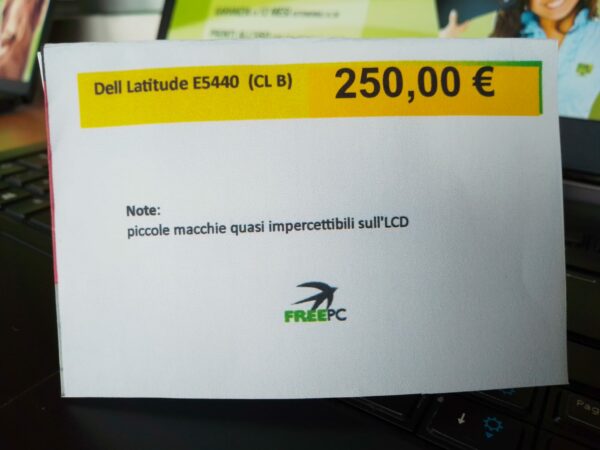 Dell Latitude E5440 (CL B) 250,00 €
Note:
piccole macchie quasi impercettibili sull'LCD
FREEPC